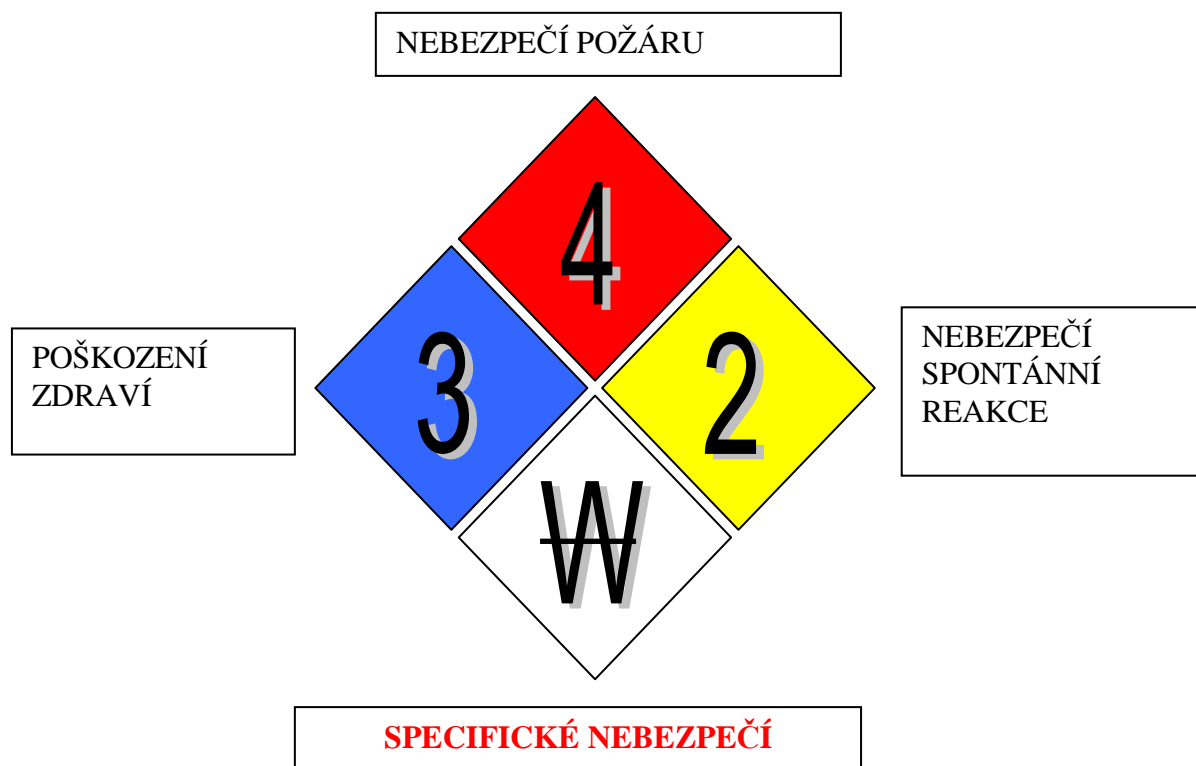 NEBEZPEČÍ POŽÁRU
4
POŠKOZENÍ
ZDRAVÍ
3
2
NEBEZPEČÍ
SPONTÁNNÍ
REAKCE
W
SPECIFICKÉ NEBEZPEČÍ